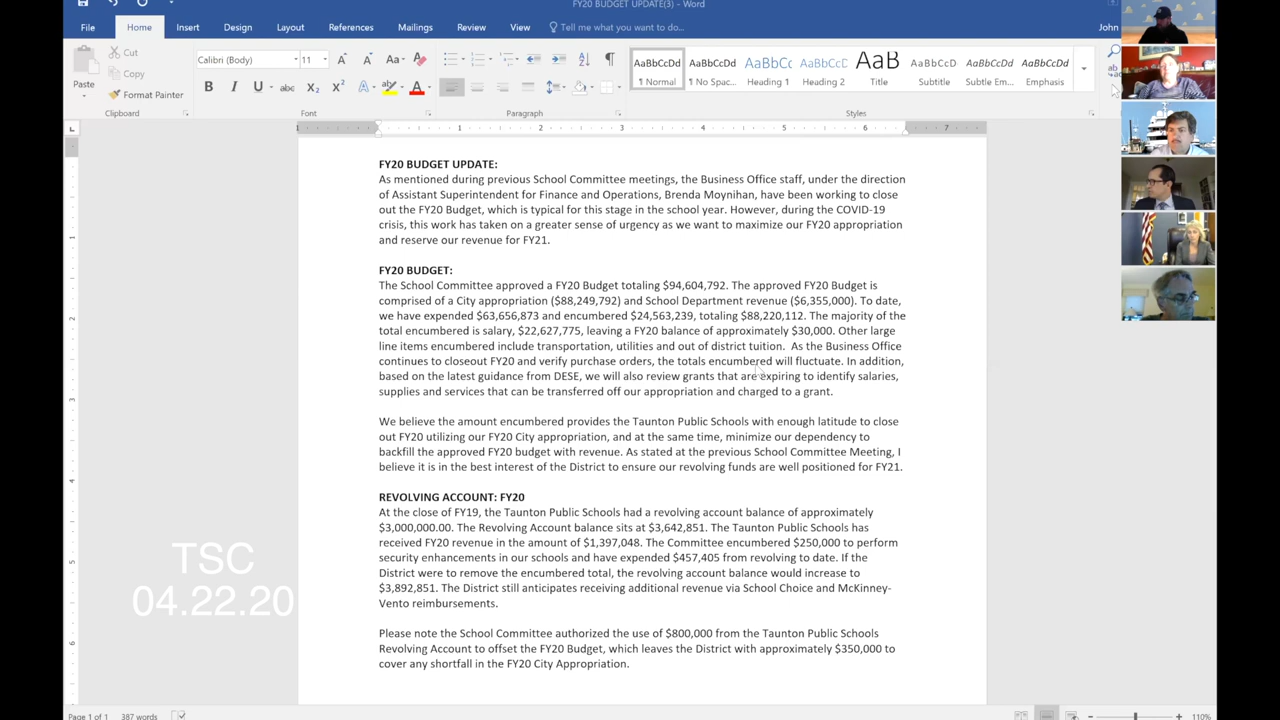 FY20 BUDGET UPDATE(3) - Word
File Home Insert Design Layout References Mailings Review View Tell me what you want to do... John
Paste Cut Copy Format Painter
Calibri (Body) 11
AaBbCcDd AaBbCcDd AaBbCc AaBbCcC AaB AaBbCcD AaBbCcDd AaBbCcDd
¶ Normal ¶ No Spac... Heading 1 Heading 2 Title Subtitle Subtle Em... Emphasis
Clipboard Font Paragraph Styles
FY20 BUDGET UPDATE:
As mentioned during previous School Committee meetings, the Business Office staff, under the direction
of Assistant Superintendent for Finance and Operations, Brenda Moynihan, have been working to close
out the FY20 Budget, which is typical for this stage in the school year. However, during the COVID-19
crisis, this work has taken on a greater sense of urgency as we want to maximize our FY20 appropriation
and reserve our revenue for FY21.
FY20 BUDGET:
The School Committee approved a FY20 Budget totaling $94,604,792. The approved FY20 Budget is
comprised of a City appropriation ($88,249,792) and School Department revenue ($6,355,000). To date,
we have expended $63,656,873 and encumbered $24,563,239, totaling $88,220,112. The majority of the
total encumbered is salary, $22,627,775, leaving a FY20 balance of approximately $30,000. Other large
line items encumbered include transportation, utilities and out of district tuition. As the Business Office
continues to closeout FY20 and verify purchase orders, the totals encumbered will fluctuate. In addition,
based on the latest guidance from DESE, we will also review grants that are expiring to identify salaries,
supplies and services that can be transferred off our appropriation and charged to a grant.
We believe the amount encumbered provides the Taunton Public Schools with enough latitude to close
out FY20 utilizing our FY20 City appropriation, and at the same time, minimize our dependency to
backfill the approved FY20 budget with revenue. As stated at the previous School Committee Meeting, I
believe it is in the best interest of the District to ensure our revolving funds are well positioned for FY21.
REVOLVING ACCOUNT: FY20
At the close of FY19, the Taunton Public Schools had a revolving account balance of approximately
$3,000,000.00. The Revolving Account balance sits at $3,642,851. The Taunton Public Schools has
received FY20 revenue in the amount of $1,397,048. The Committee encumbered $250,000 to perform
security enhancements in our schools and have expended $457,405 from revolving to date. If the
District were to remove the encumbered total, the revolving account balance would increase to
$3,892,851. The District still anticipates receiving additional revenue via School Choice and McKinney-
Vento reimbursements.
Please note the School Committee authorized the use of $800,000 from the Taunton Public Schools
Revolving Account to offset the FY20 Budget, which leaves the District with approximately $350,000 to
cover any shortfall in the FY20 City Appropriation.
TSC
04.22.20
Page 1 of 1 387 words 110%